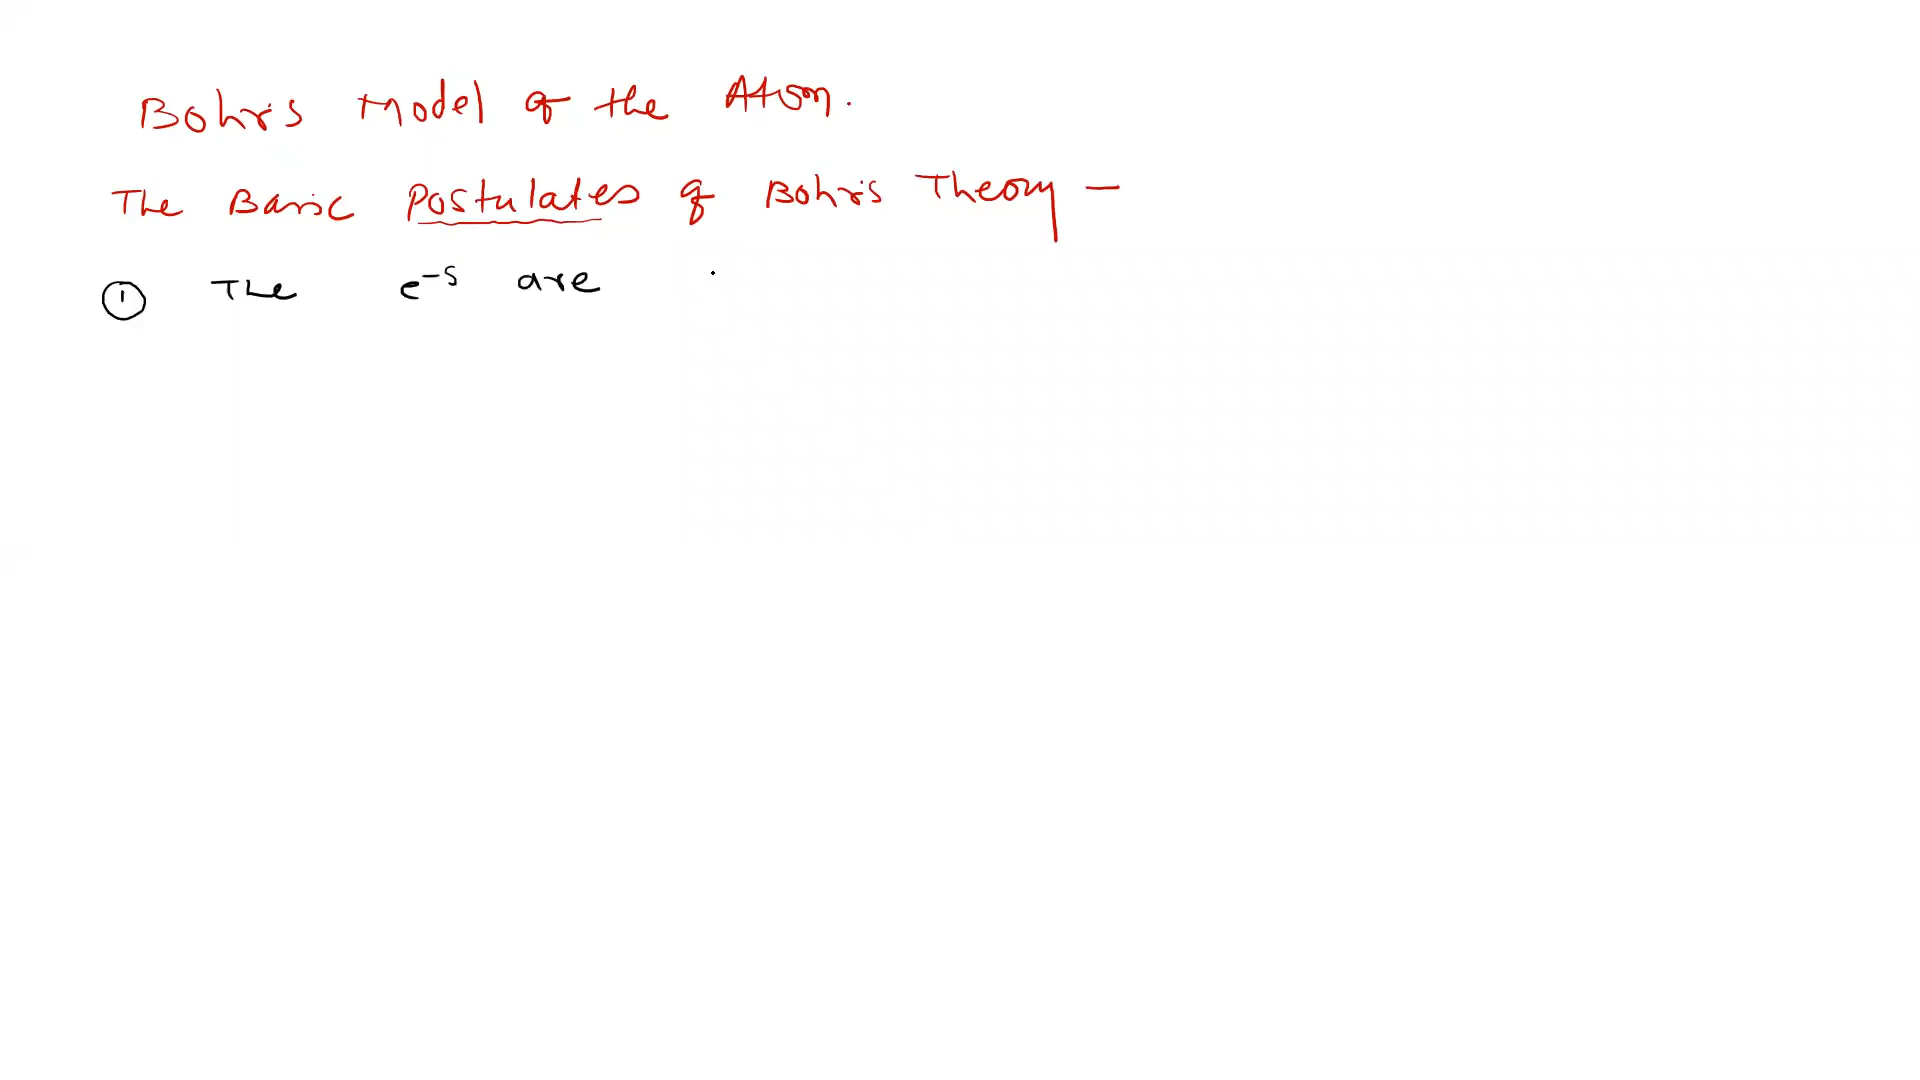 Bohr's Model of the Atom.
The Basic Postulates of Bohr's Theory -
① The e⁻s are